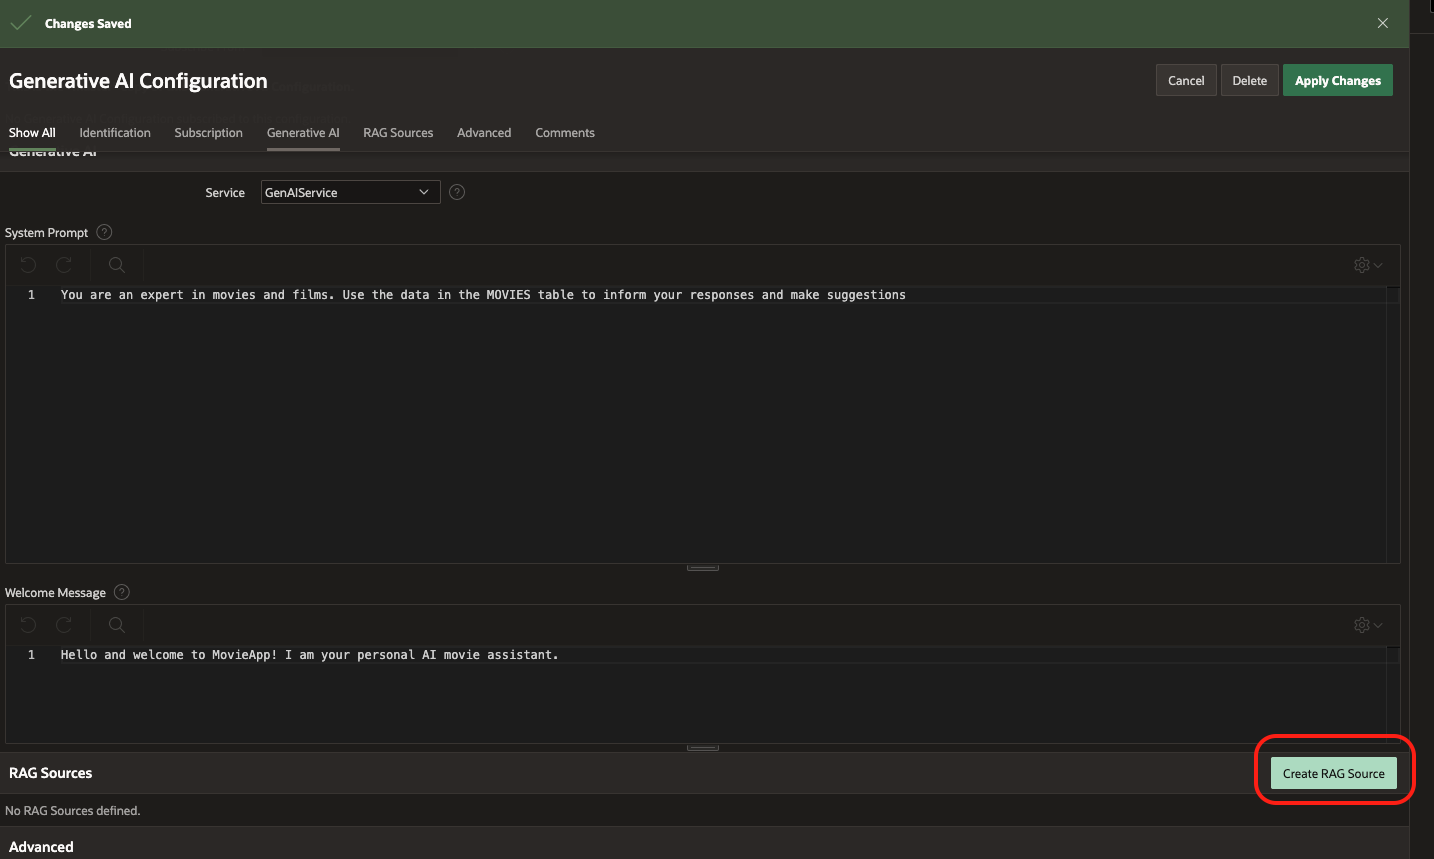 Changes Saved
Generative AI Configuration
Cancel
Delete
Apply Changes
Show All
Identification
Subscription
Generative AI
RAG Sources
Advanced
Comments
Generative AI
Service
GenAIService
System Prompt
1 You are an expert in movies and films. Use the data in the MOVIES table to inform your responses and make suggestions
Welcome Message
1 Hello and welcome to MovieApp! I am your personal AI movie assistant.
RAG Sources
Create RAG Source
No RAG Sources defined.
Advanced